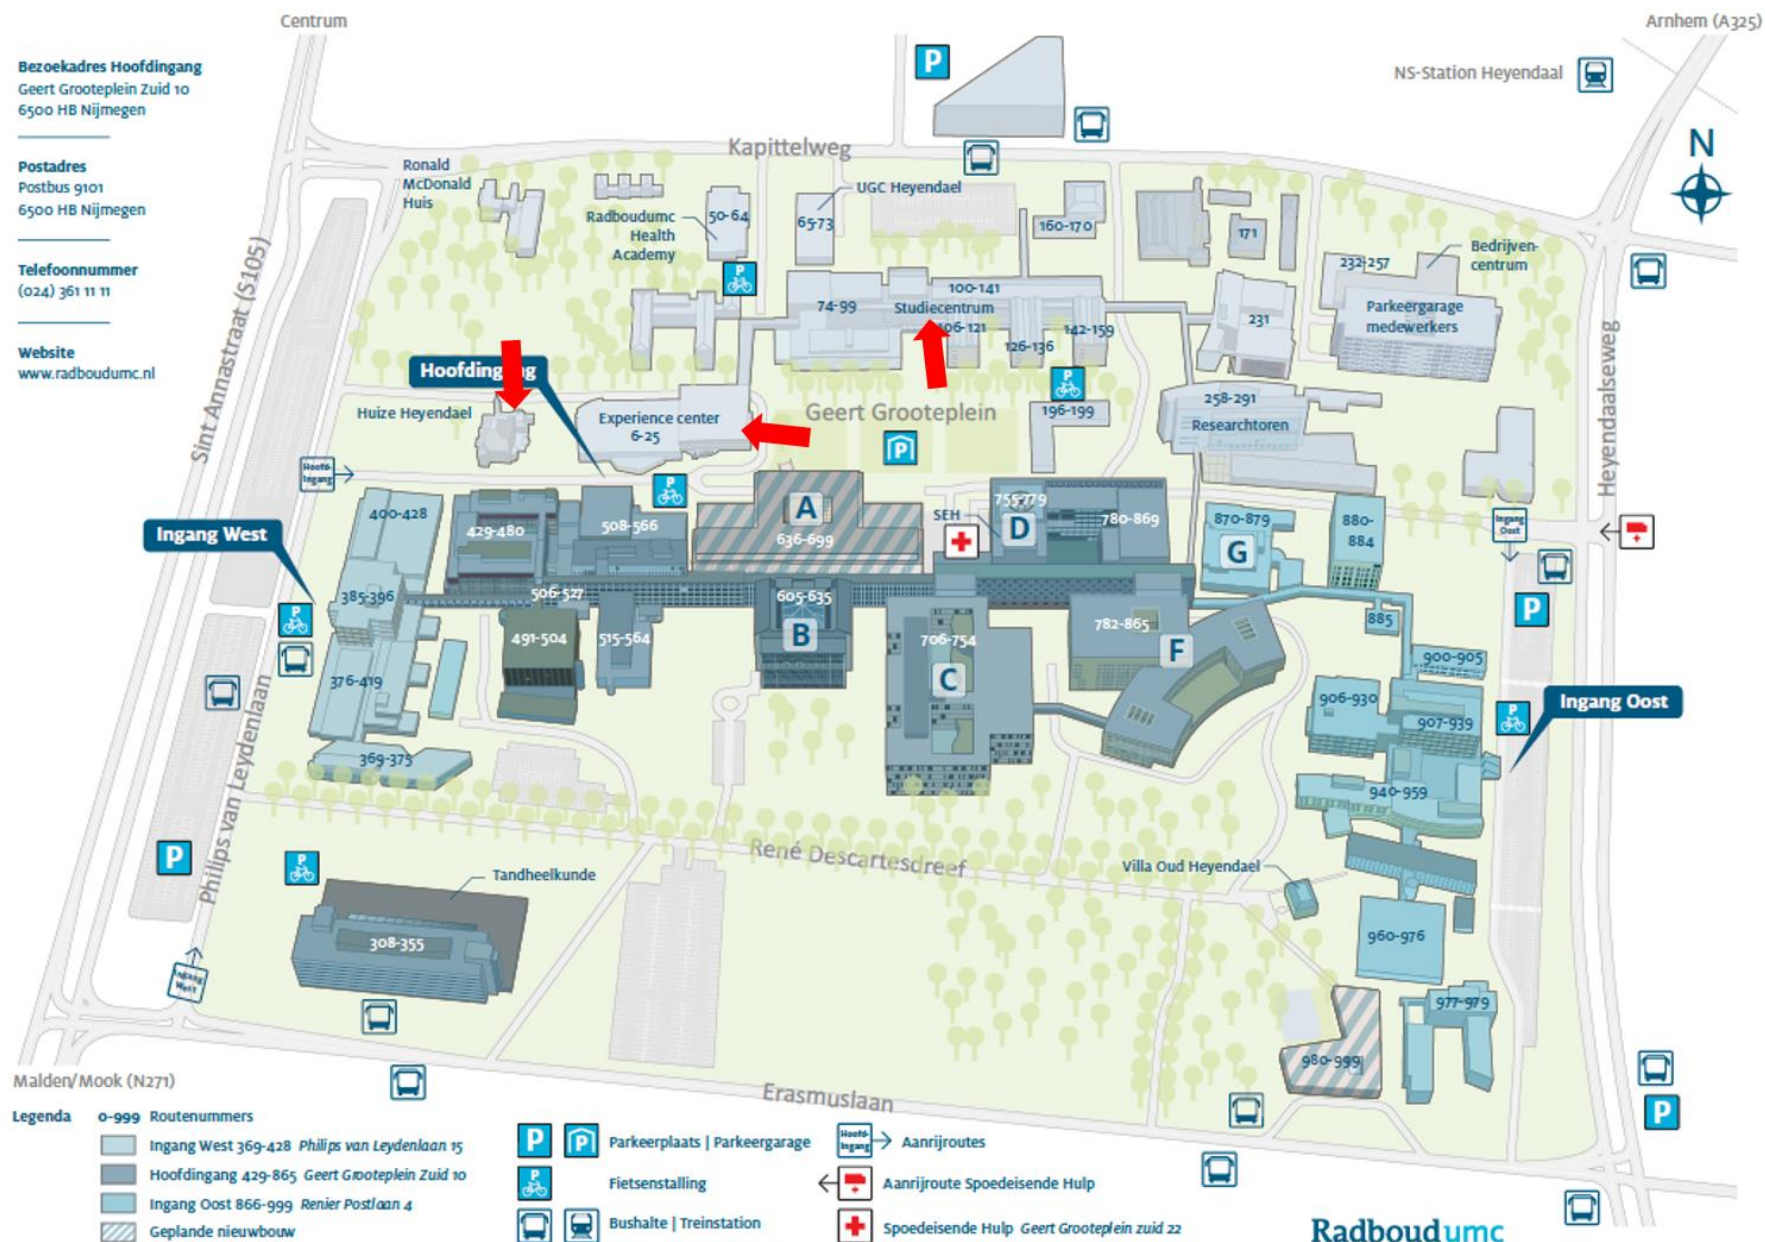 Centrum
Arnhem (A325)
Bezoekadres Hoofdingang
Geert Grooteplein Zuid 10
6500 HB Nijmegen
Postadres
Postbus 9101
6500 HB Nijmegen
Telefoonnummer
(024) 361 11 11
Website
www.radboudumc.nl
P
NS-Station Heyendaal
N
Kapittelweg
Ronald
McDonald
Huis
UGC Heyendael
Radboudumc
Health
Academy
50-64
65-73
160-170
171
232-257
Bedrijven-
centrum
P
Sint Annastraat (S105)
74-99
100-141
Studiecentrum
106-121
126-136
142-159
231
Parkeergarage
medewerkers
Heyendaalseweg
Hoofdingang
P
Huize Heyendael
Experience center
6-25
Geert Grooteplein
P
196-199
258-291
Researchtoren
Hoofd-
Ingang
P
Ingang West
400-428
429-480
508-566
A
636-699
SEH
755-779
D
780-869
870-879
G
880-
884
Ingang
Oost
385-396
506-527
605-635
B
491-504
515-564
706-754
C
782-865
F
885
P
P
376-419
900-905
906-930
907-939
P
Ingang Oost
369-375
940-959
Philips van Leydenlaan
P
P
René Descartesdreef
Villa Oud Heyendael
Tandheelkunde
308-355
960-976
Ingang
West
977-979
980-999
Malden/Mook (N271)
Erasmuslaan
P
Legenda
0-999 Routenummers
Ingang West 369-428 Philips van Leydenlaan 15
Hoofdingang 429-865 Geert Grooteplein Zuid 10
Ingang Oost 866-999 Renier Postlaan 4
Geplande nieuwbouw
P P Parkeerplaats | Parkeergarage
P Fietsenstalling
Bushalte | Treinstation
Hoofd-
Ingang
Aanrijroutes
Aanrijroute Spoedeisende Hulp
Spoedeisende Hulp Geert Grooteplein zuid 22
Radboudumc